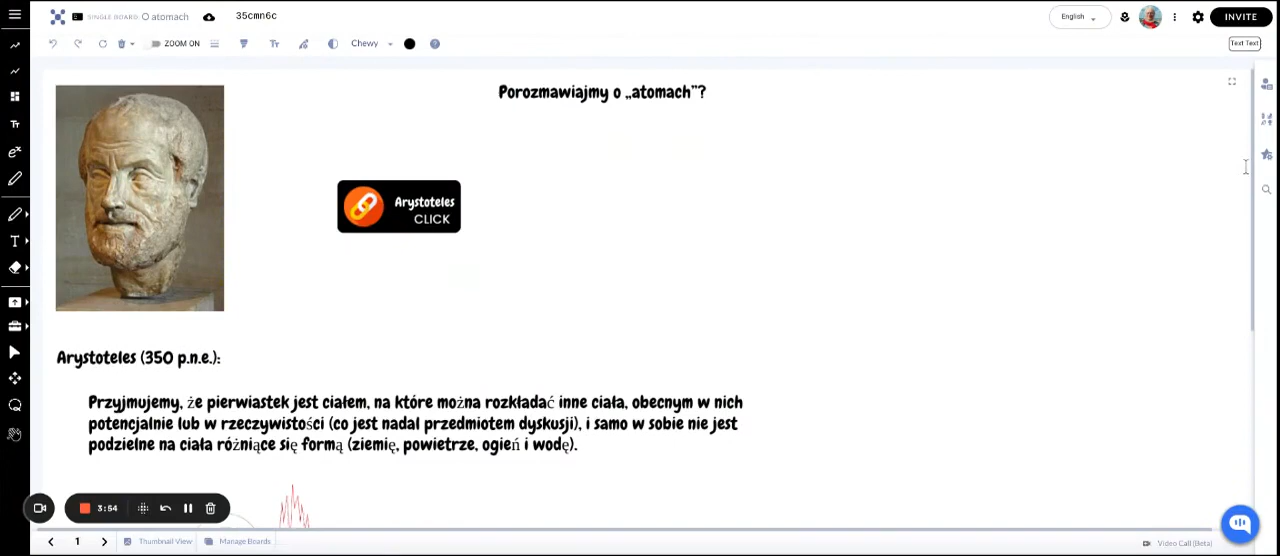 SINGLE BOARD O atomach 35cmn6c English INVITE
ZOOM ON Tт Chewy Text Text
Porozmawiajmy o „atomach”?
Arystoteles
CLICK
Arystoteles (350 p.n.e.):
Przyjmujemy, że pierwiastek jest ciałem, na które można rozkładać inne ciała, obecnym w nich
potencjalnie lub w rzeczywistości (co jest nadal przedmiotem dyskusji), i samo w sobie nie jest
podzielne na ciała różniące się formą (ziemię, powietrze, ogień i wodę).
3:54
1 Thumbnail View Manage Boards Video Call (Beta)